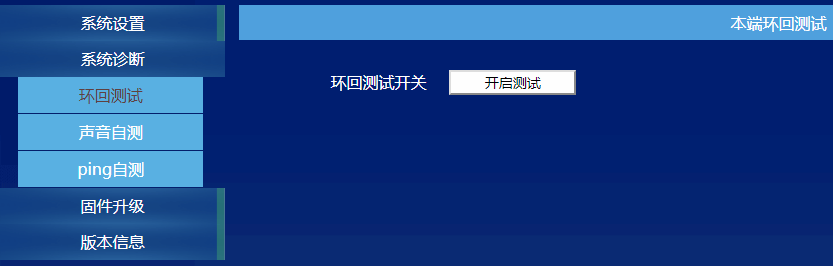 系统设置
系统诊断
环回测试
声音自测
ping自测
固件升级
版本信息
本端环回测试
环回测试开关
开启测试